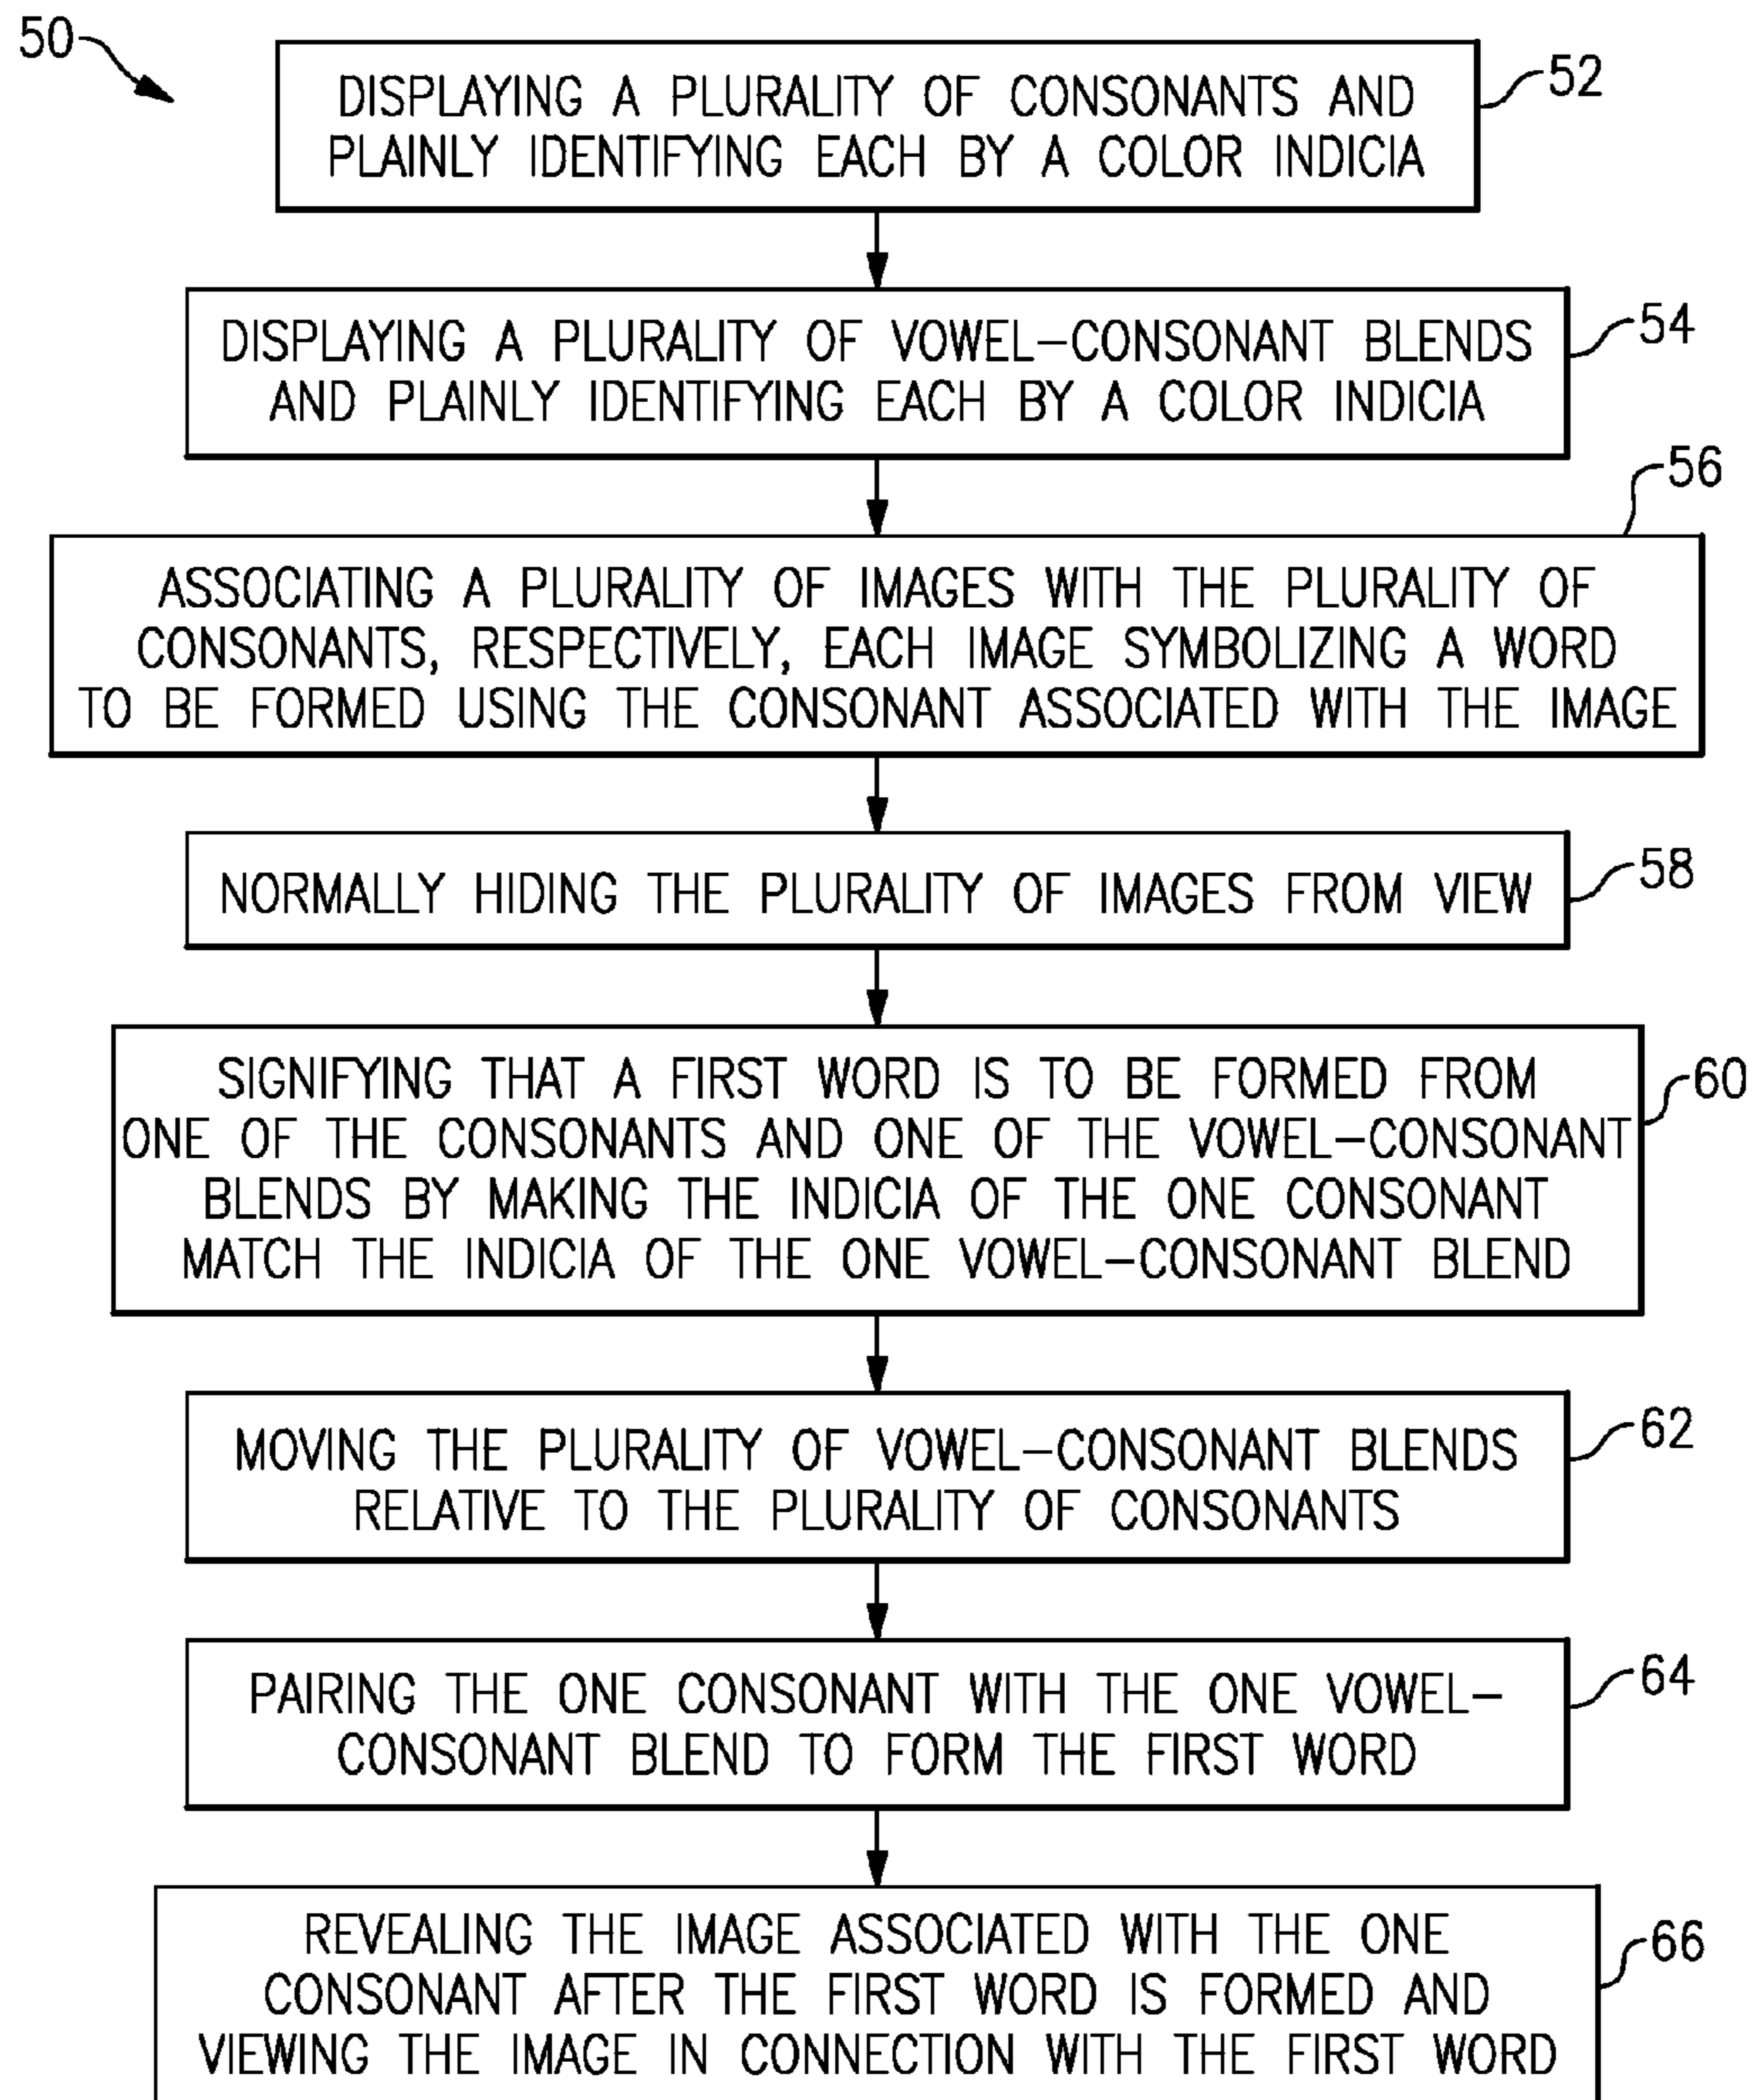 50
DISPLAYING A PLURALITY OF CONSONANTS AND
PLAINLY IDENTIFYING EACH BY A COLOR INDICIA
52
DISPLAYING A PLURALITY OF VOWEL-CONSONANT BLENDS
AND PLAINLY IDENTIFYING EACH BY A COLOR INDICIA
54
56
ASSOCIATING A PLURALITY OF IMAGES WITH THE PLURALITY OF
CONSONANTS, RESPECTIVELY, EACH IMAGE SYMBOLIZING A WORD
TO BE FORMED USING THE CONSONANT ASSOCIATED WITH THE IMAGE
NORMALLY HIDING THE PLURALITY OF IMAGES FROM VIEW
58
SIGNIFYING THAT A FIRST WORD IS TO BE FORMED FROM
ONE OF THE CONSONANTS AND ONE OF THE VOWEL-CONSONANT
BLENDS BY MAKING THE INDICIA OF THE ONE CONSONANT
MATCH THE INDICIA OF THE ONE VOWEL-CONSONANT BLEND
60
MOVING THE PLURALITY OF VOWEL-CONSONANT BLENDS
RELATIVE TO THE PLURALITY OF CONSONANTS
62
PAIRING THE ONE CONSONANT WITH THE ONE VOWEL-
CONSONANT BLEND TO FORM THE FIRST WORD
64
REVEALING THE IMAGE ASSOCIATED WITH THE ONE
CONSONANT AFTER THE FIRST WORD IS FORMED AND
VIEWING THE IMAGE IN CONNECTION WITH THE FIRST WORD
66